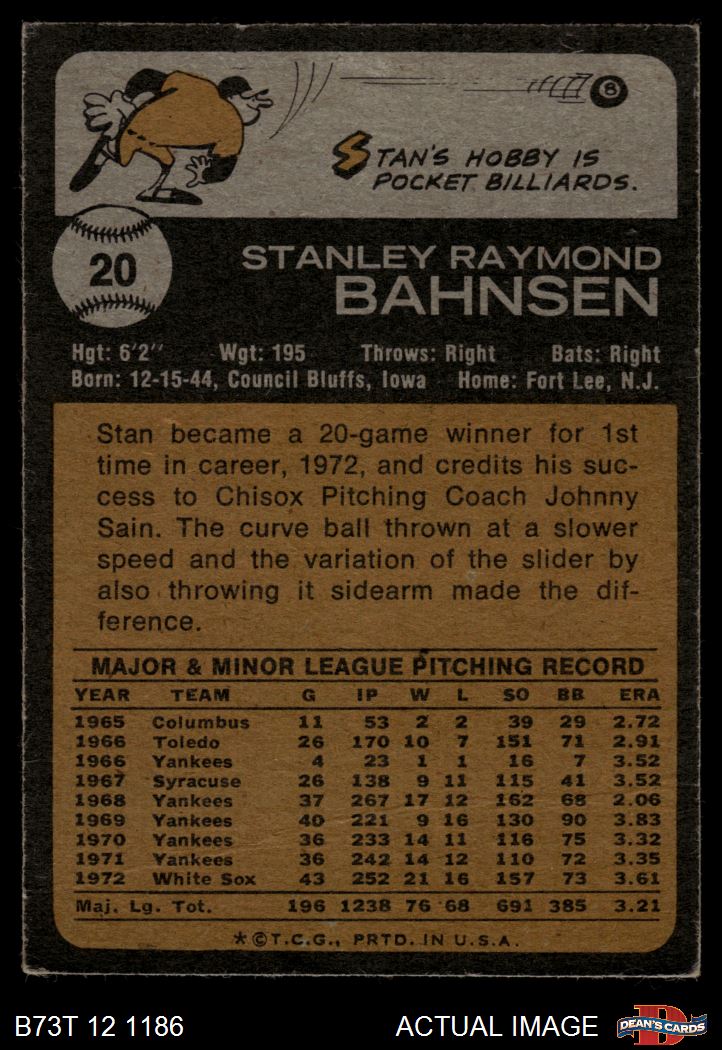 8
STAN'S HOBBY IS
POCKET BILLIARDS.
20
STANLEY RAYMOND
BAHNSEN
Hgt: 6'2'' Wgt: 195 Throws: Right Bats: Right
Born: 12-15-44, Council Bluffs, Iowa Home: Fort Lee, N.J.
Stan became a 20-game winner for 1st
time in career, 1972, and credits his suc-
cess to Chisox Pitching Coach Johnny
Sain. The curve ball thrown at a slower
speed and the variation of the slider by
also throwing it sidearm made the dif-
ference.
MAJOR & MINOR LEAGUE PITCHING RECORD
YEAR TEAM G IP W L SO BB ERA
1965 Columbus 11 53 2 2 39 29 2.72
1966 Toledo 26 170 10 7 151 71 2.91
1966 Yankees 4 23 1 1 16 7 3.52
1967 Syracuse 26 138 9 11 115 41 3.52
1968 Yankees 37 267 17 12 162 68 2.06
1969 Yankees 40 221 9 16 130 90 3.83
1970 Yankees 36 233 14 11 116 75 3.32
1971 Yankees 36 242 14 12 110 72 3.35
1972 White Sox 43 252 21 16 157 73 3.61
Maj. Lg. Tot. 196 1238 76 68 691 385 3.21
*©T.C.G., PRTD. IN U.S.A.
B73T 12 1186 ACTUAL IMAGE
D
DEAN'S CARDS